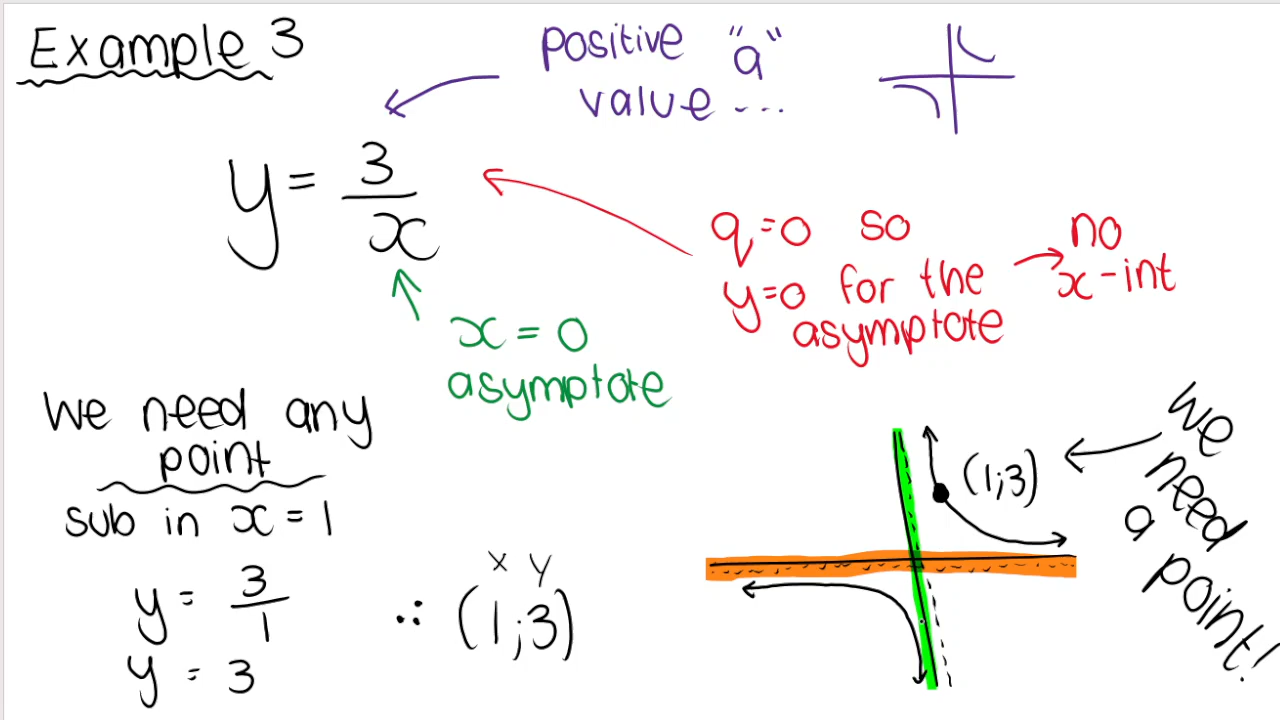 Example 3
positive "a"
value ...
y = 3/x
q=0 so
y=0 for the
asymptote
no
x-int
x = 0
asymptote
we need any
point
sub in x = 1
y = 3/1
y = 3
x y
∴ (1;3)
(1;3)
we
need
a
point!